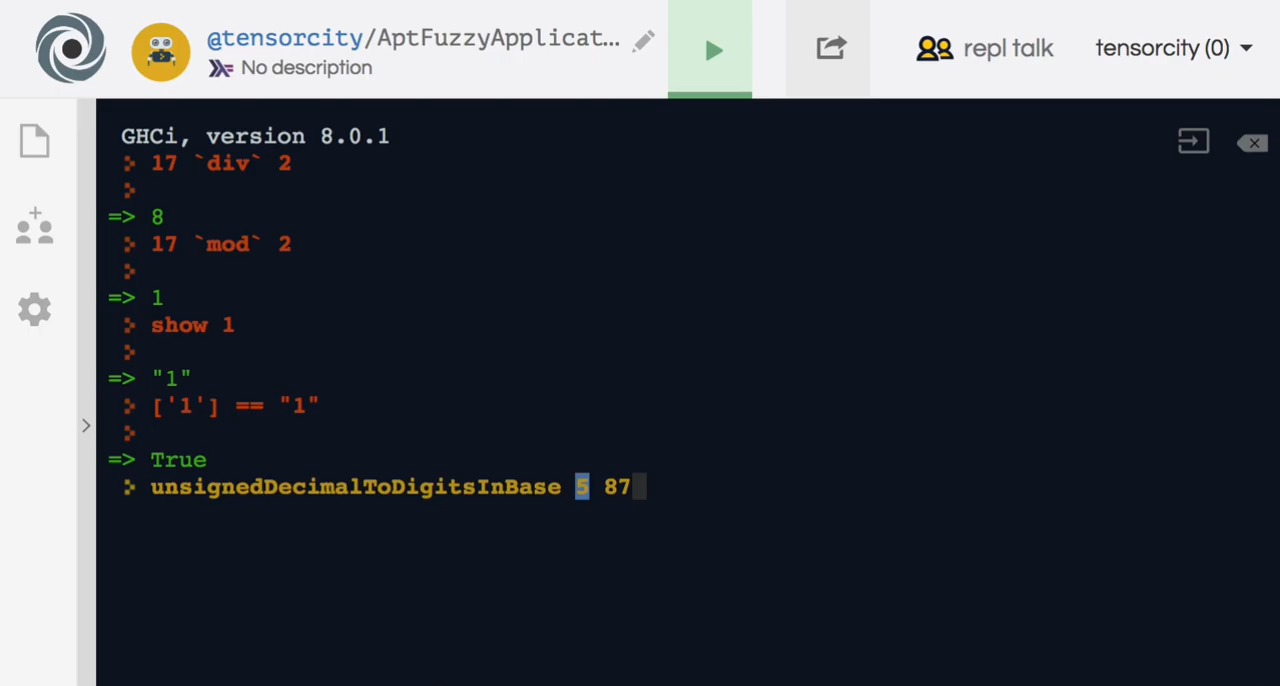 @tensorcity/AptFuzzyApplicat...
No description
repl talk
tensorcity (0)
GHCi, version 8.0.1
17 `div` 2
=> 8
17 `mod` 2
=> 1
show 1
=> "1"
['1'] == "1"
=> True
unsignedDecimalToDigitsInBase 5 87